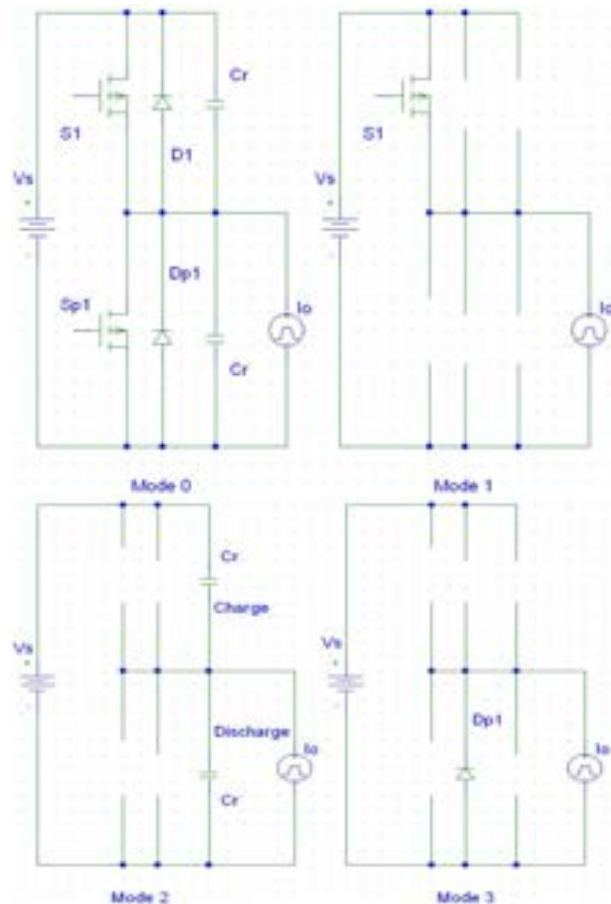 Cr
S1
D1
Vs
Dp1
Sp1
Io
Cr
Mode 0
S1
Vs
Io
Mode 1
Cr
Charge
Vs
Discharge
Io
Cr
Mode 2
Vs
Dp1
Io
Mode 3